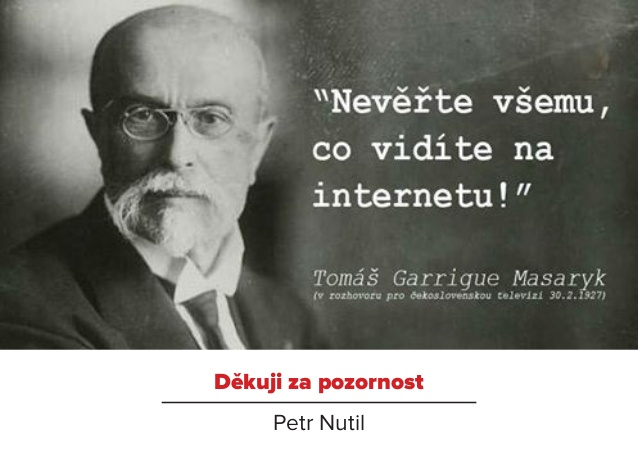 “Nevěřte všemu,
co vidíte na
internetu!”
Tomáš Garrigue Masaryk
(v rozhovoru pro čekoslovenskou televizi 30.2.1927)
Děkuji za pozornost
Petr Nutil